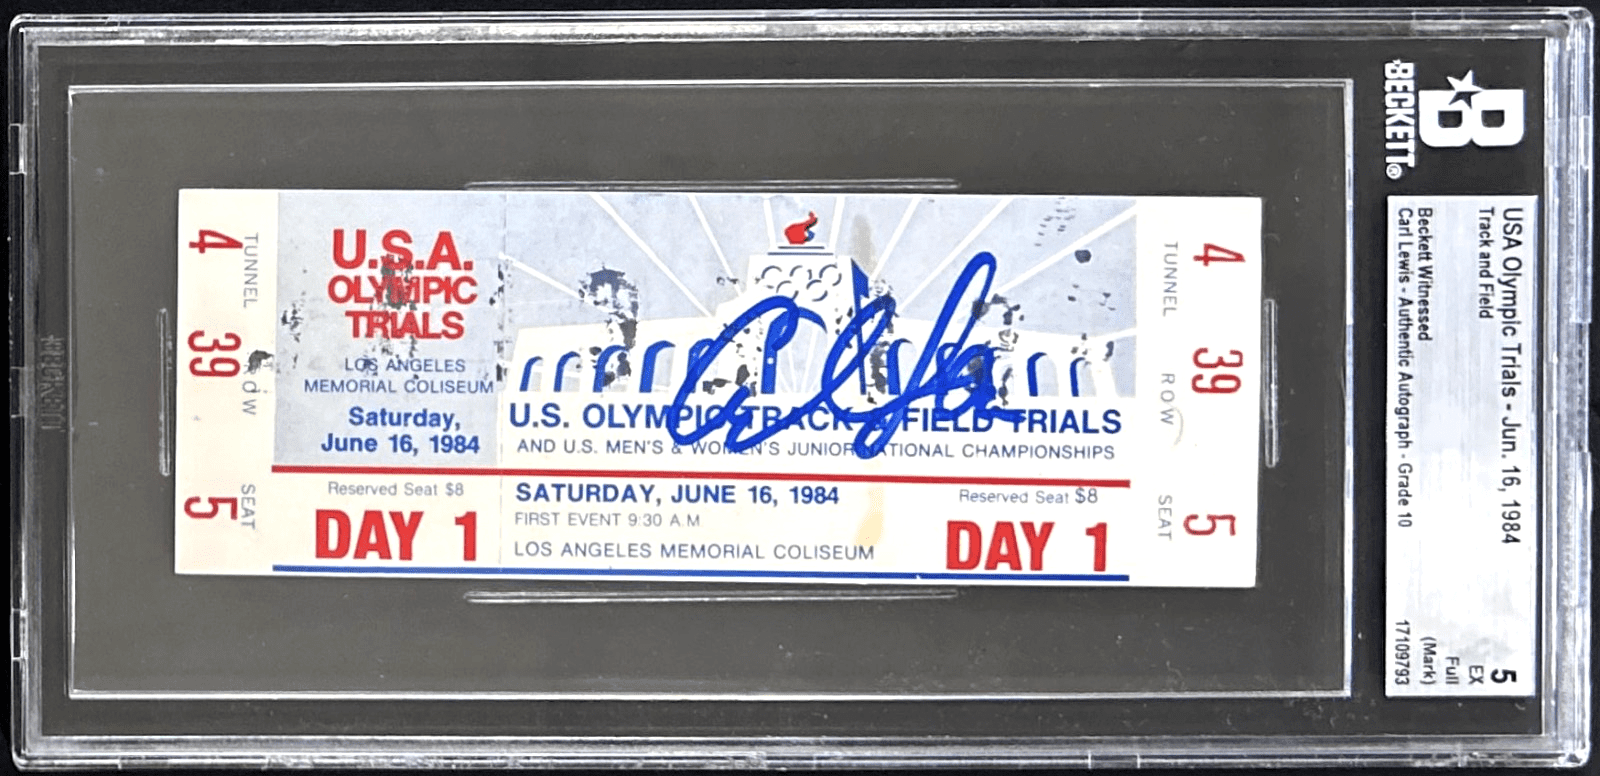 4 TUNNEL
39 ROW
5 SEAT
U.S.A.
OLYMPIC
TRIALS
LOS ANGELES
MEMORIAL COLISEUM
Saturday,
June 16, 1984
Reserved Seat $8
DAY 1
U.S. OLYMPIC TRACK & FIELD TRIALS
AND U.S. MEN'S & WOMEN'S JUNIOR NATIONAL CHAMPIONSHIPS
SATURDAY, JUNE 16, 1984
FIRST EVENT 9:30 A.M.
LOS ANGELES MEMORIAL COLISEUM
Reserved Seat $8
DAY 1
TUNNEL 4
ROW 39
SEAT 5
B
BECKETT®
USA Olympic Trials - Jun. 16, 1984
Track and Field
Beckett Witnessed
Carl Lewis - Authentic Autograph - Grade 10
5
EX
Full
(Mark)
17109793